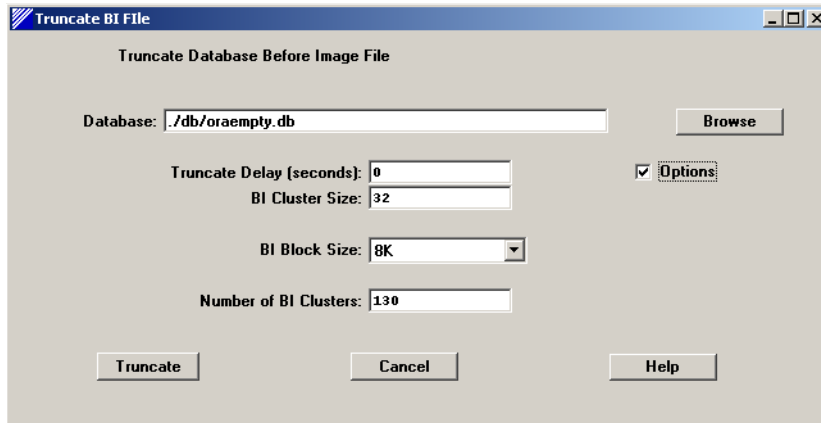 Truncate BI FIle
Truncate Database Before Image File
Database: ./db/oraempty.db Browse
Truncate Delay (seconds): 0 Options
BI Cluster Size: 32
BI Block Size: 8K
Number of BI Clusters: 130
Truncate Cancel Help